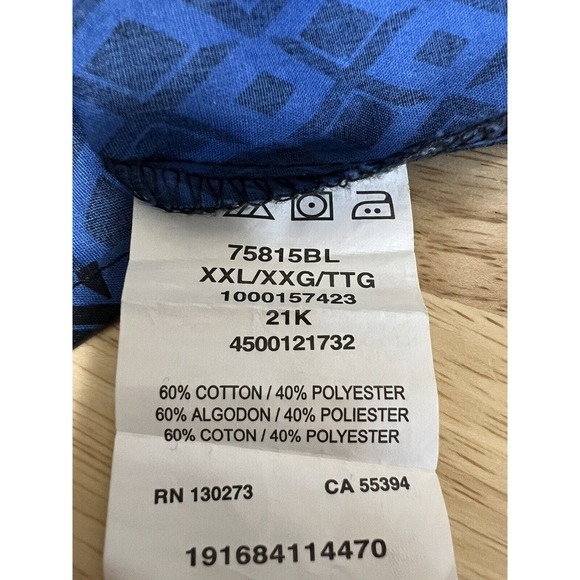 75815BL
XXL/XXG/TTG
1000157423
21K
4500121732
60% COTTON / 40% POLYESTER
60% ALGODON / 40% POLIESTER
60% COTON / 40% POLYESTER
RN 130273 CA 55394
191684114470